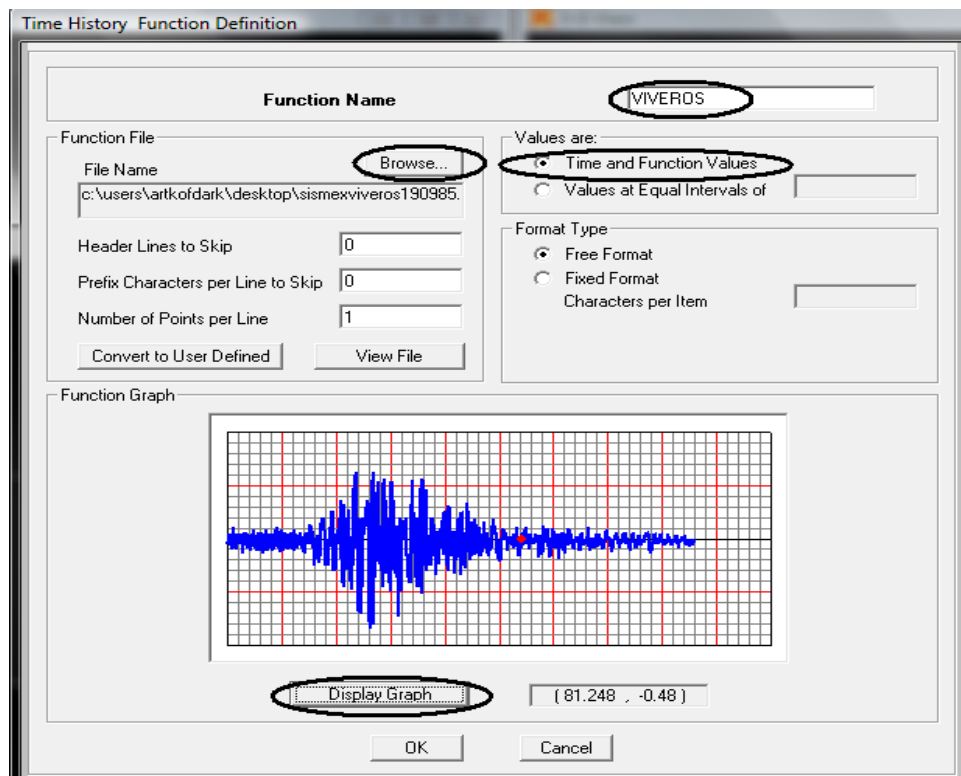 Time History Function Definition
Function Name
VIVEROS
Function File
File Name
Browse...
c:\users\artkofdark\desktop\sismexviveros190985.
Header Lines to Skip
0
Prefix Characters per Line to Skip
0
Number of Points per Line
1
Convert to User Defined
View File
Values are:
Time and Function Values
Values at Equal Intervals of
Format Type
Free Format
Fixed Format
Characters per Item
Function Graph
Display Graph
( 81.248 , -0.48 )
OK
Cancel